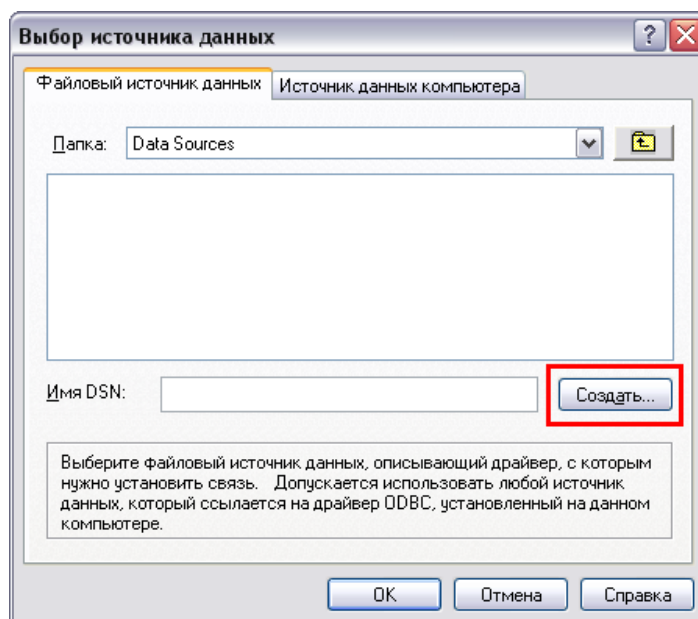 Выбор источника данных
Файловый источник данных
Источник данных компьютера
Папка:
Data Sources
Имя DSN:
Создать...
Выберите файловый источник данных, описывающий драйвер, с которым
нужно установить связь. Допускается использовать любой источник
данных, который ссылается на драйвер ODBC, установленный на данном
компьютере.
OK
Отмена
Справка